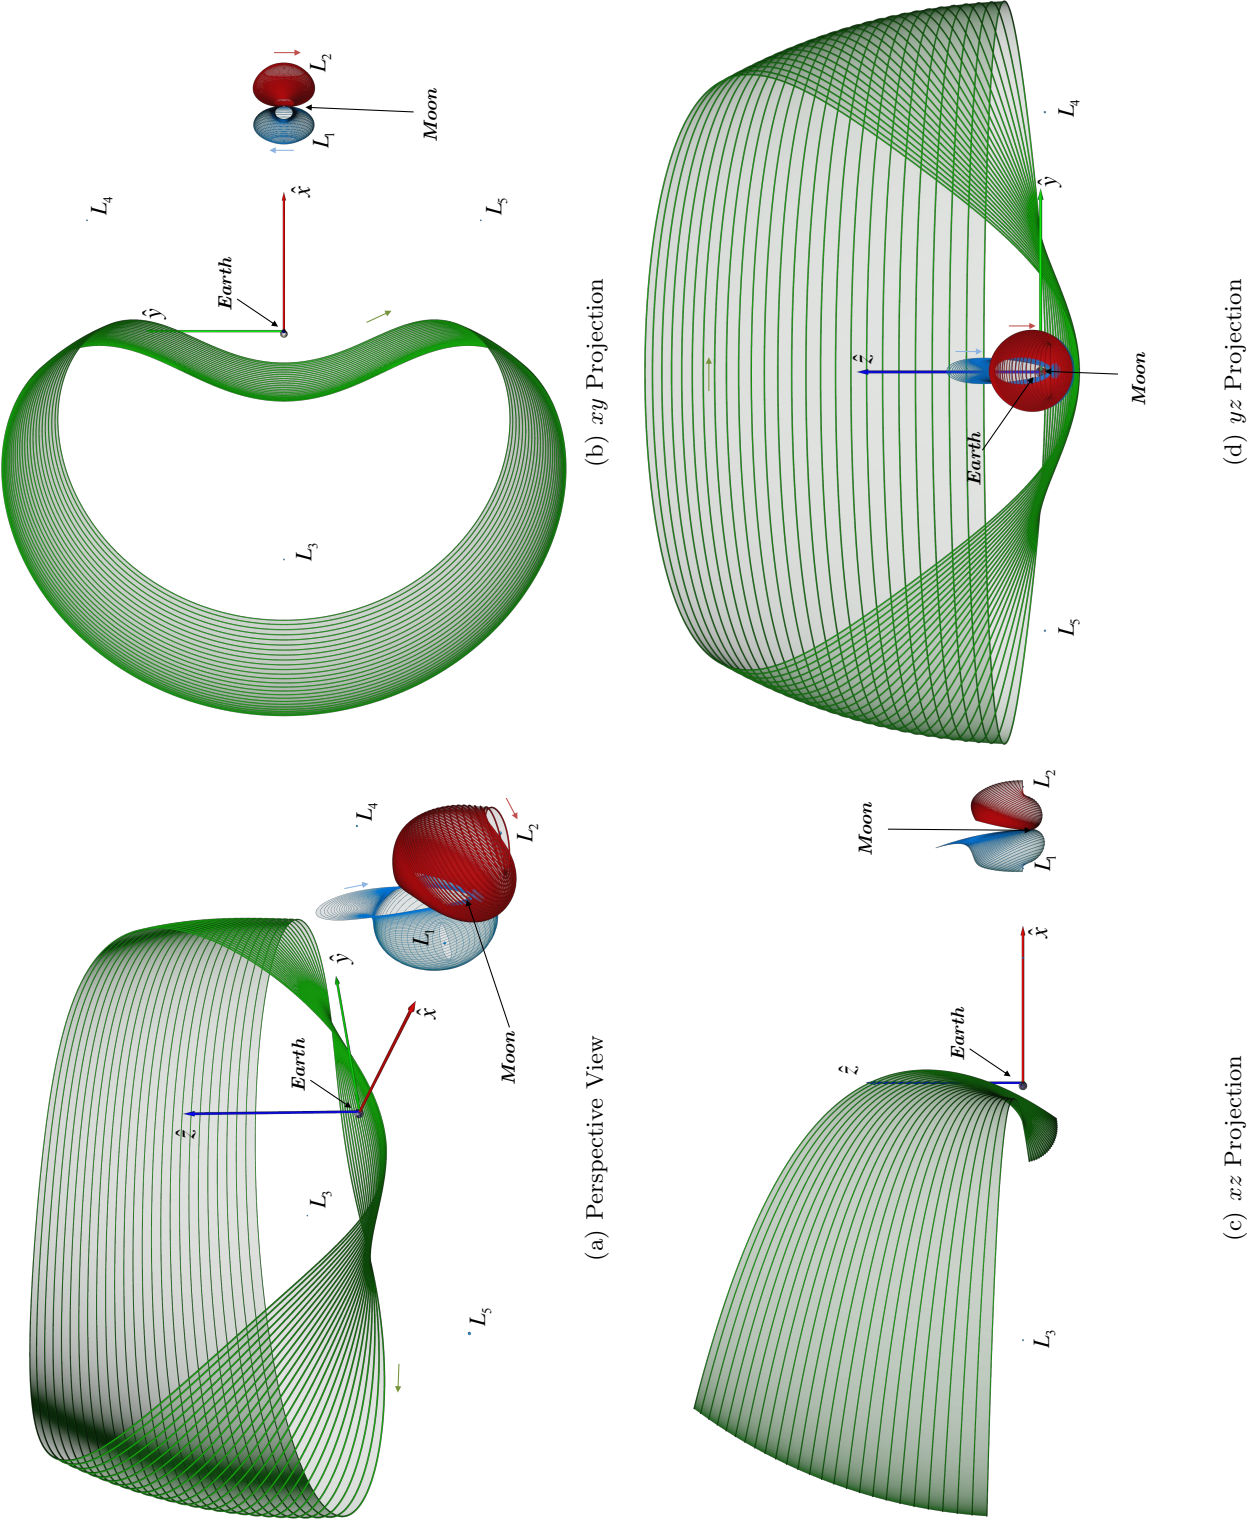 L₄
L₂
L₁
Moon
x̂
L₅
Earth
ŷ
L₃
(b) xy Projection
L₄
ŷ
ẑ
Moon
Earth
L₅
(d) yz Projection
L₄
L₂
L₁
ŷ
x̂
Moon
Earth
ẑ
L₃
L₅
(a) Perspective View
Moon
L₂
L₁
x̂
Earth
ẑ
L₃
(c) xz Projection